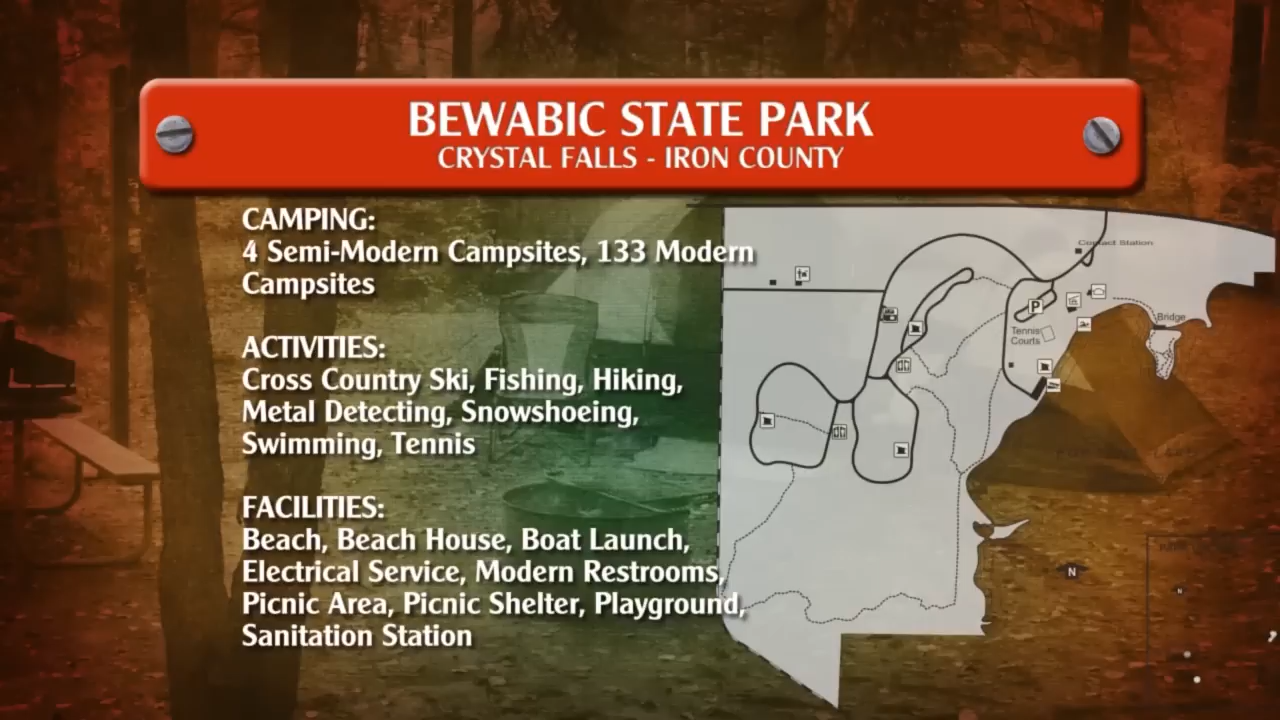 BEWABIC STATE PARK
CRYSTAL FALLS - IRON COUNTY
CAMPING:
4 Semi-Modern Campsites, 133 Modern
Campsites
ACTIVITIES:
Cross Country Ski, Fishing, Hiking,
Metal Detecting, Snowshoeing,
Swimming, Tennis
FACILITIES:
Beach, Beach House, Boat Launch,
Electrical Service, Modern Restrooms,
Picnic Area, Picnic Shelter, Playground,
Sanitation Station
Contact Station
P
Bridge
Tennis
Courts
N
N